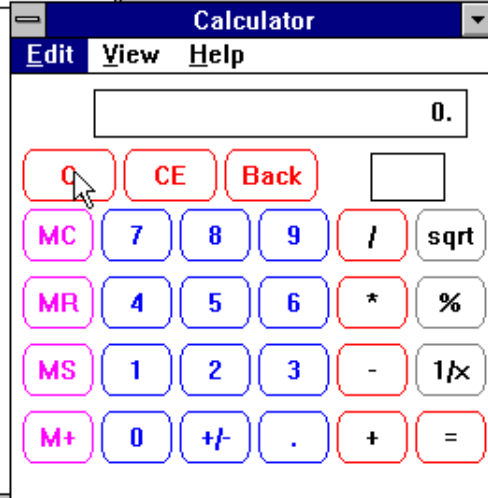 Calculator
Edit View Help
0.
C CE Back
MC 7 8 9 / sqrt
MR 4 5 6 * %
MS 1 2 3 - 1/x
M+ 0 +/- . + =